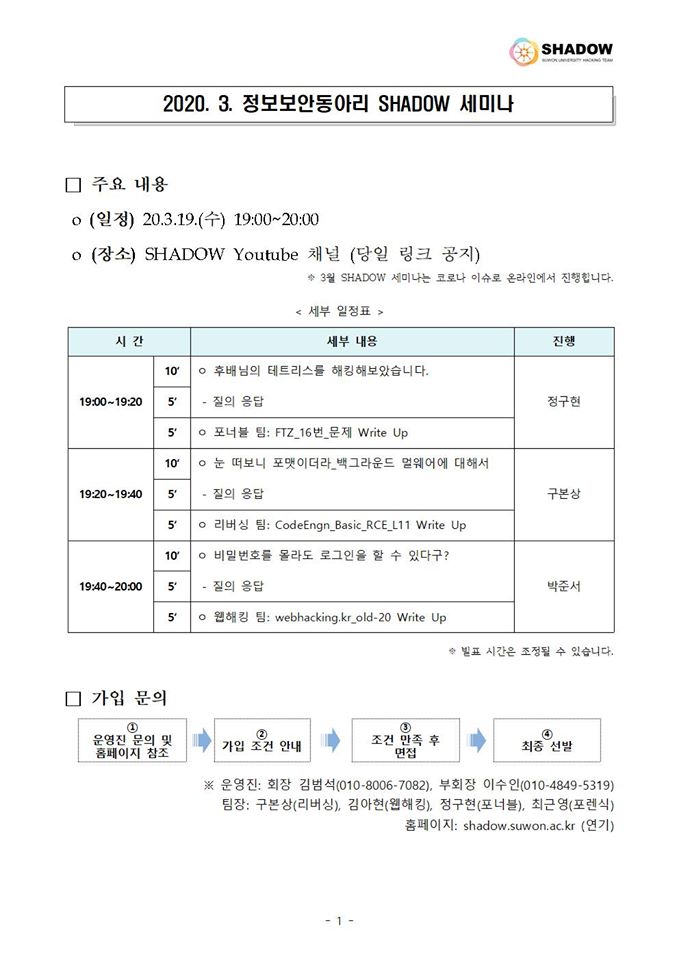 SHADOW
SUWON UNIVERSITY HACKING TEAM
2020. 3. 정보보안동아리 SHADOW 세미나
□ 주요 내용
o (일정) 20.3.19.(수) 19:00~20:00
o (장소) SHADOW Youtube 채널 (당일 링크 공지)
※ 3월 SHADOW 세미나는 코로나 이슈로 온라인에서 진행합니다.
< 세부 일정표 >
시 간 세부 내용 진행
19:00~19:20 10' ○ 후배님의 테트리스를 해킹해보았습니다. 정구현
5' - 질의 응답
5' ○ 포너블 팀: FTZ_16번_문제 Write Up
19:20~19:40 10' ○ 눈 떠보니 포맷이더라_백그라운드 멀웨어에 대해서 구본상
5' - 질의 응답
5' ○ 리버싱 팀: CodeEngn_Basic_RCE_L11 Write Up
19:40~20:00 10' ○ 비밀번호를 몰라도 로그인을 할 수 있다구? 박준서
5' - 질의 응답
5' ○ 웹해킹 팀: webhacking.kr_old-20 Write Up
※ 발표 시간은 조정될 수 있습니다.
□ 가입 문의
①
운영진 문의 및
홈페이지 참조
②
가입 조건 안내
③
조건 만족 후
면접
④
최종 선발
※ 운영진: 회장 김범석(010-8006-7082), 부회장 이수인(010-4849-5319)
팀장: 구본상(리버싱), 김아현(웹해킹), 정구현(포너블), 최근영(포렌식)
홈페이지: shadow.suwon.ac.kr (연기)
- 1 -